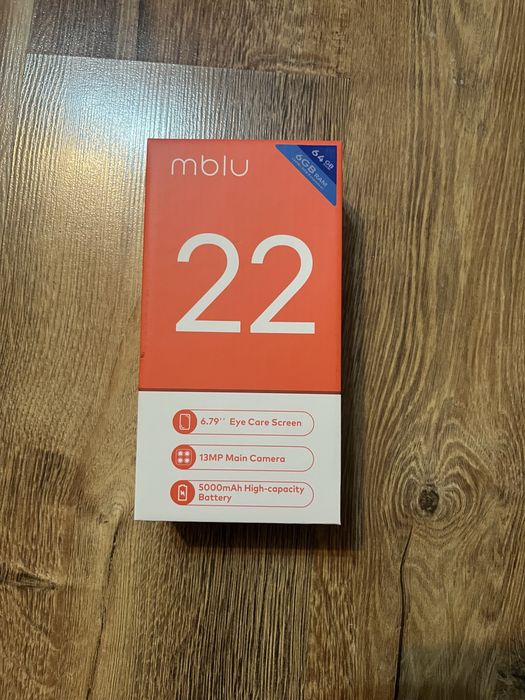 mblu
64 GB
6GB RAM
22
6.79'' Eye Care Screen
13MP Main Camera
5000mAh High-capacity
Battery